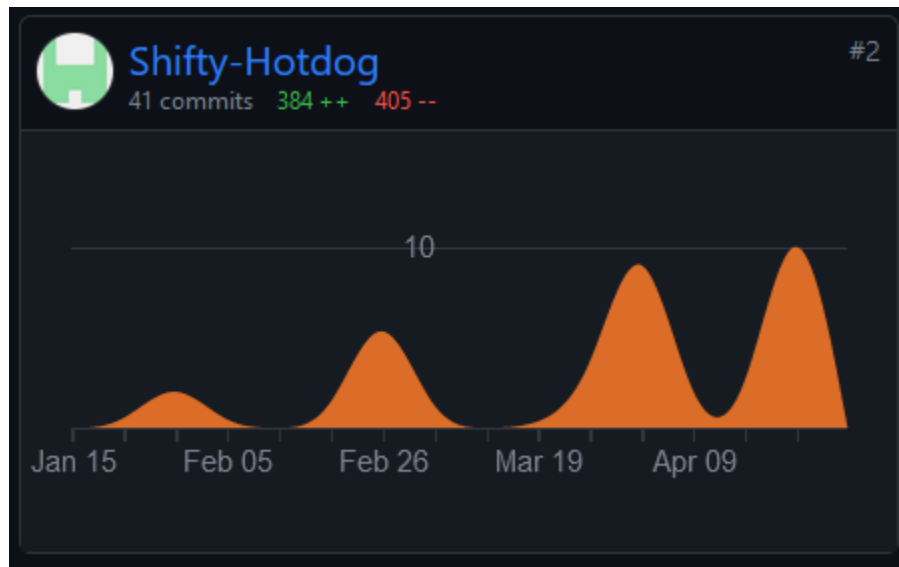 Shifty-Hotdog
#2
41 commits 384 ++ 405 --
10
Jan 15 Feb 05 Feb 26 Mar 19 Apr 09